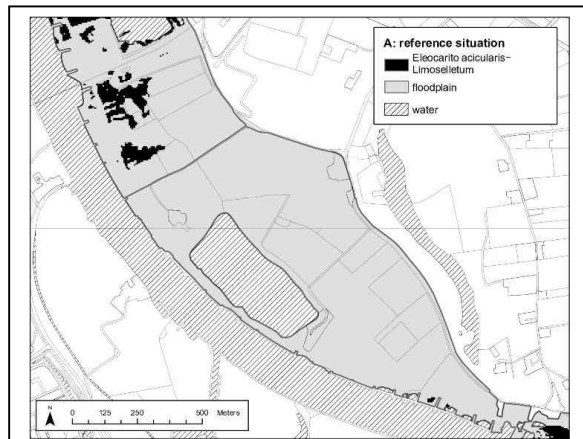 A: reference situation
Eleocarito acicularis-
Limoselletum
floodplain
water
N
0 125 250 500 Meters